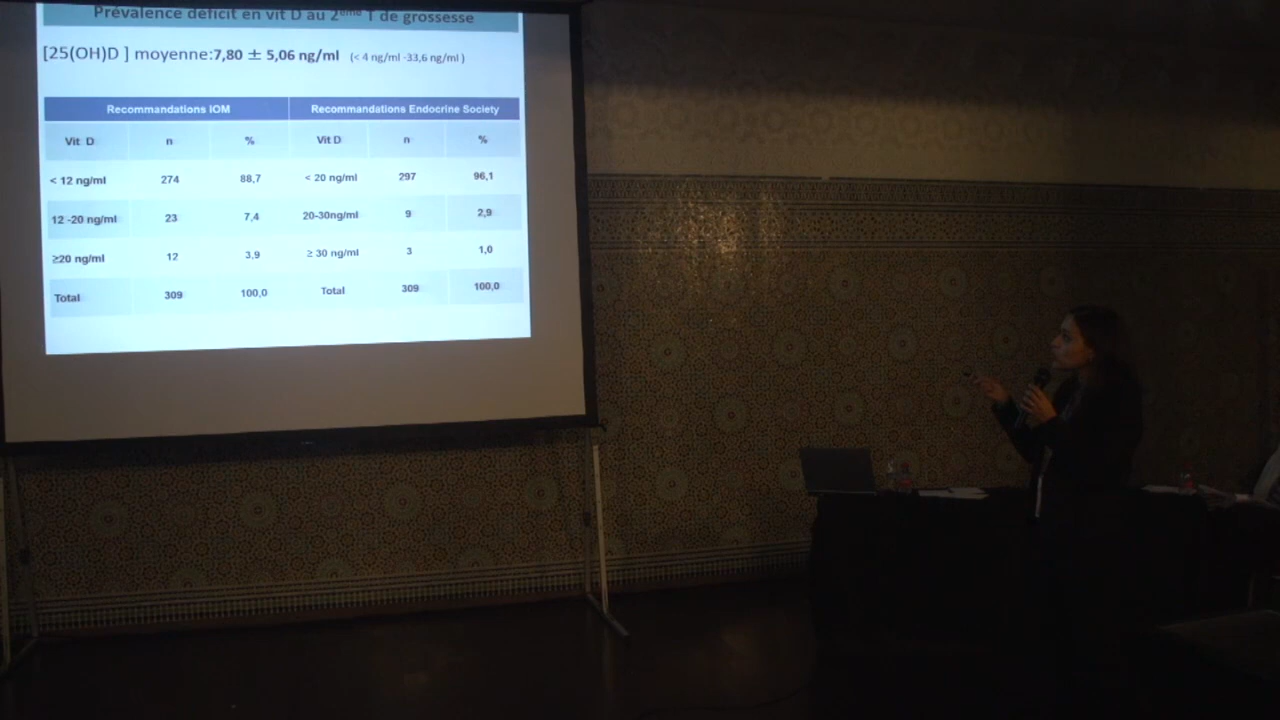 Prévalence déficit en vit D au 2ème T de grossesse
[25(OH)D ] moyenne:7,80 ± 5,06 ng/ml (< 4 ng/ml -33,6 ng/ml )
Recommandations IOM Recommandations Endocrine Society
Vit D n % Vit D n %
< 12 ng/ml 274 88,7 < 20 ng/ml 297 96,1
12 -20 ng/ml 23 7,4 20-30ng/ml 9 2,9
≥20 ng/ml 12 3,9 ≥ 30 ng/ml 3 1,0
Total 309 100,0 Total 309 100,0